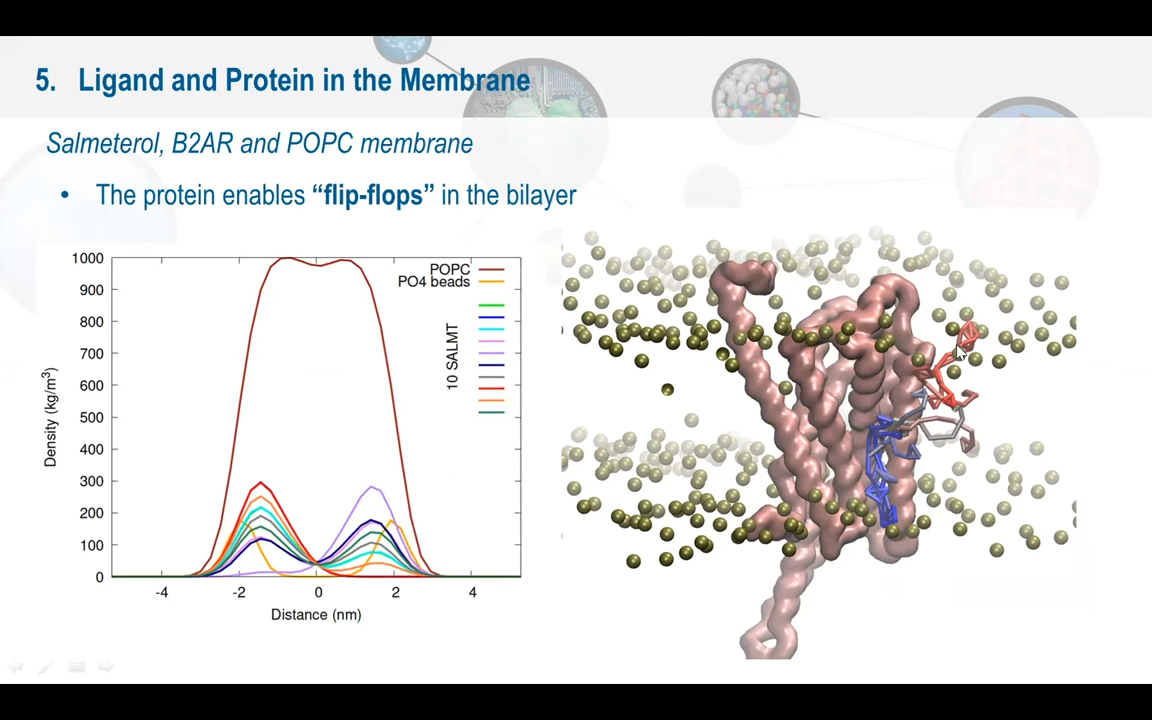 5. Ligand and Protein in the Membrane
Salmeterol, B2AR and POPC membrane
• The protein enables “flip-flops” in the bilayer
1000
900
800
700
600
500
400
300
200
100
0
Density (kg/m³)
-4 -2 0 2 4
Distance (nm)
POPC
PO4 beads
10 SALMT